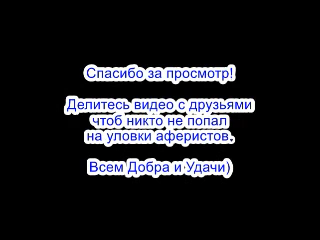 Спасибо за просмотр!
Делитесь видео с друзьями
чтоб никто не попал
на уловки аферистов.
Всем Добра и Удачи)